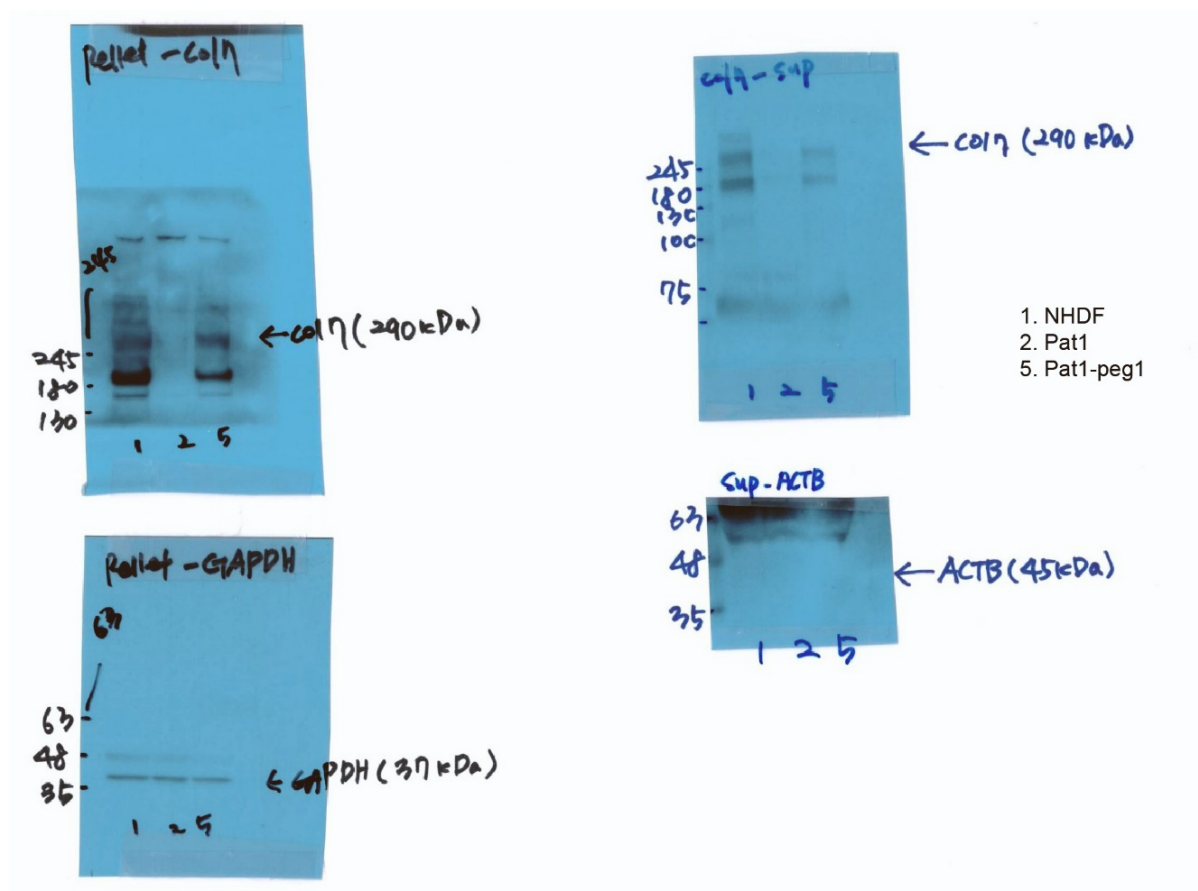 Pellet - Col7
245
← Col7 (290 kDa)
245
180
130
1 2 5
Pellet - GAPDH
63
63
48
35
← GAPDH (37 kDa)
1 2 5
Col7 - Sup
← Col7 (290 kDa)
245
180
130
100
75
1 2 5
1. NHDF
2. Pat1
5. Pat1-peg1
Sup - ACTB
63
48
← ACTB (45 kDa)
35
1 2 5